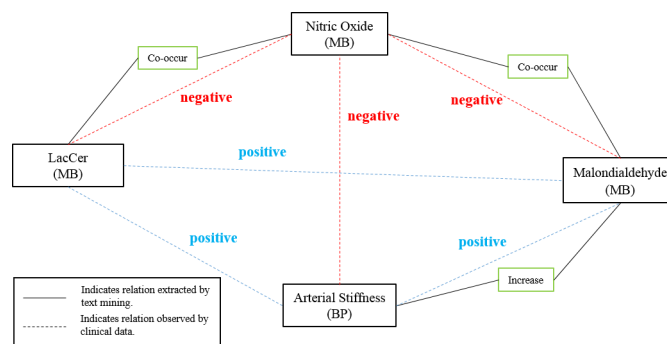 Nitric Oxide
(MB)
Co-occur
Co-occur
negative
negative
negative
positive
LacCer
(MB)
Malondialdehyde
(MB)
positive
positive
Increase
Arterial Stiffness
(BP)
Indicates relation extracted by
text mining.
Indicates relation observed by
clinical data.